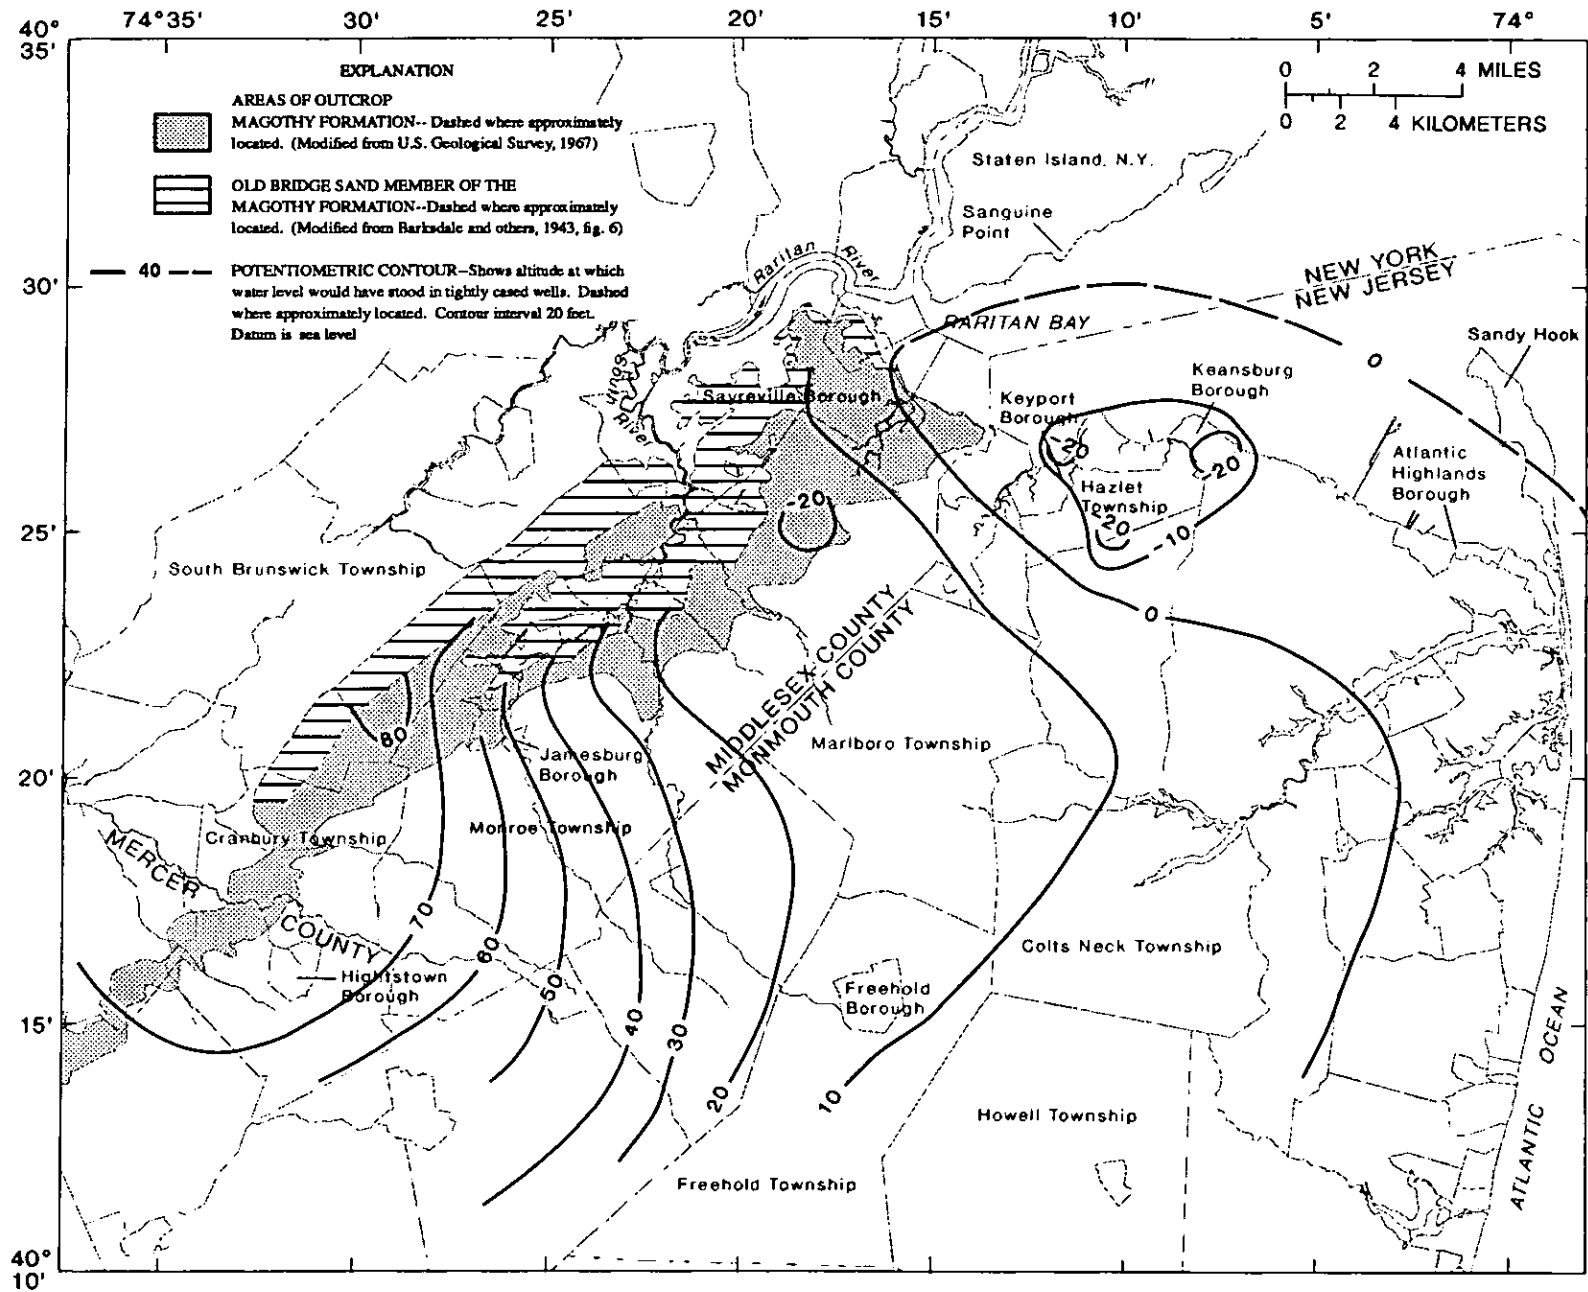 74°35' 30' 25' 20' 15' 10' 5' 74°
40°
35'
EXPLANATION
AREAS OF OUTCROP
MAGOTHY FORMATION-- Dashed where approximately
located. (Modified from U.S. Geological Survey, 1967)
OLD BRIDGE SAND MEMBER OF THE
MAGOTHY FORMATION--Dashed where approximately
located. (Modified from Barksdale and others, 1943, fig. 6)
40
POTENTIOMETRIC CONTOUR--Shows altitude at which
water level would have stood in tightly cased wells. Dashed
where approximately located. Contour interval 20 feet.
Datum is sea level
0 2 4 MILES
0 2 4 KILOMETERS
Staten Island, N.Y.
Sanguine
Point
Raritan River
NEW YORK
NEW JERSEY
30'
RARITAN BAY
Sandy Hook
0
South
River
Sayreville Borough
Keyport
Borough
Keansburg
Borough
-20
-20
Atlantic
Highlands
Borough
Hazlet
Township
-20
-20
-10
25'
South Brunswick Township
MIDDLESEX COUNTY
MONMOUTH COUNTY
0
80
Jamesburg
Borough
Marlboro Township
20'
Cranbury Township
Monroe Township
MERCER
COUNTY
70
60
50
40
30
20
10
Hightstown
Borough
Colts Neck Township
Freehold
Borough
15'
ATLANTIC OCEAN
Howell Township
Freehold Township
40°
10'